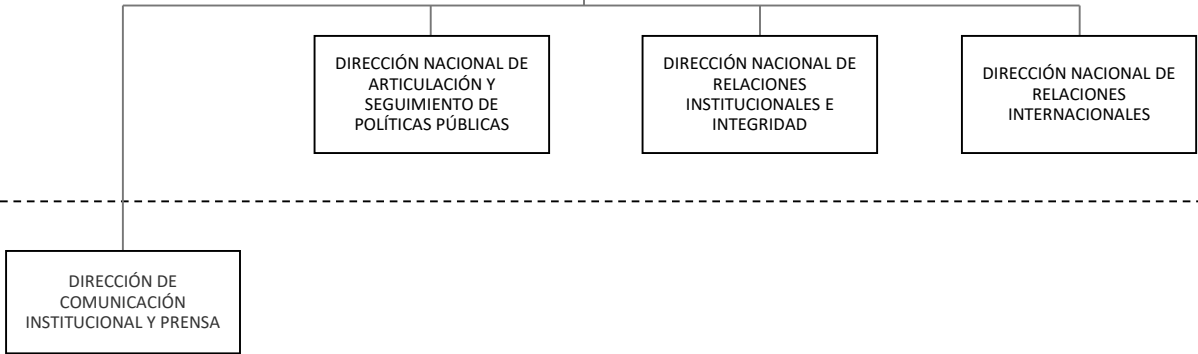 DIRECCIÓN NACIONAL DE
ARTICULACIÓN Y
SEGUIMIENTO DE
POLÍTICAS PÚBLICAS
DIRECCIÓN NACIONAL DE
RELACIONES
INSTITUCIONALES E
INTEGRIDAD
DIRECCIÓN NACIONAL DE
RELACIONES
INTERNACIONALES
DIRECCIÓN DE
COMUNICACIÓN
INSTITUCIONAL Y PRENSA